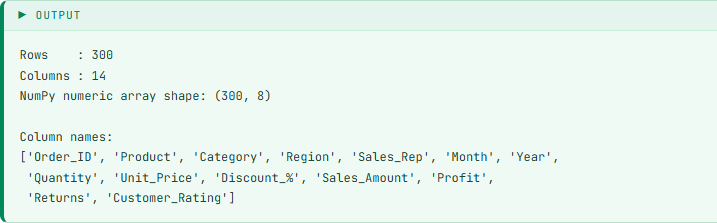 ▶ OUTPUT
Rows    : 300
Columns : 14
NumPy numeric array shape: (300, 8)
Column names:
['Order_ID', 'Product', 'Category', 'Region', 'Sales_Rep', 'Month', 'Year',
 'Quantity', 'Unit_Price', 'Discount_%', 'Sales_Amount', 'Profit',
 'Returns', 'Customer_Rating']